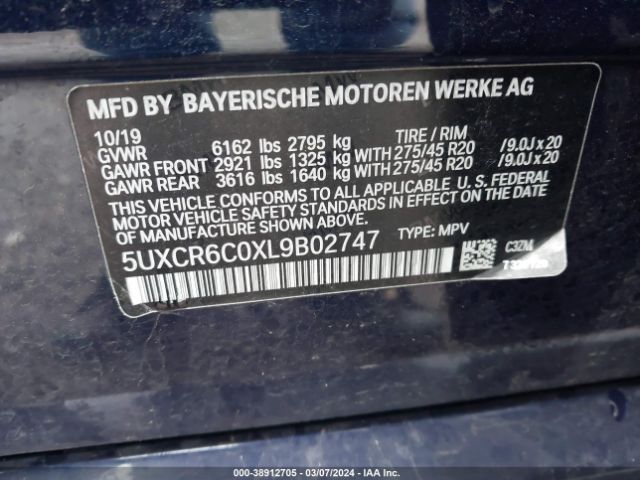 MFD BY BAYERISCHE MOTOREN WERKE AG
10/19 TIRE / RIM
GVWR 6162 lbs 2795 kg
GAWR FRONT 2921 lbs 1325 kg WITH 275/45 R20 /9.0J x 20
GAWR REAR 3616 lbs 1640 kg WITH 275/45 R20 /9.0J x 20
THIS VEHICLE CONFORMS TO ALL APPLICABLE, U. S. FEDERAL
MOTOR VEHICLE SAFETY STANDARDS IN EFFECT ON THE DATE
OF MANUFACTURE SHOWN ABOVE.
5UXCR6C0XL9B02747 TYPE: MPV
C3ZM
000-38912705 - 03/07/2024 - IAA Inc.